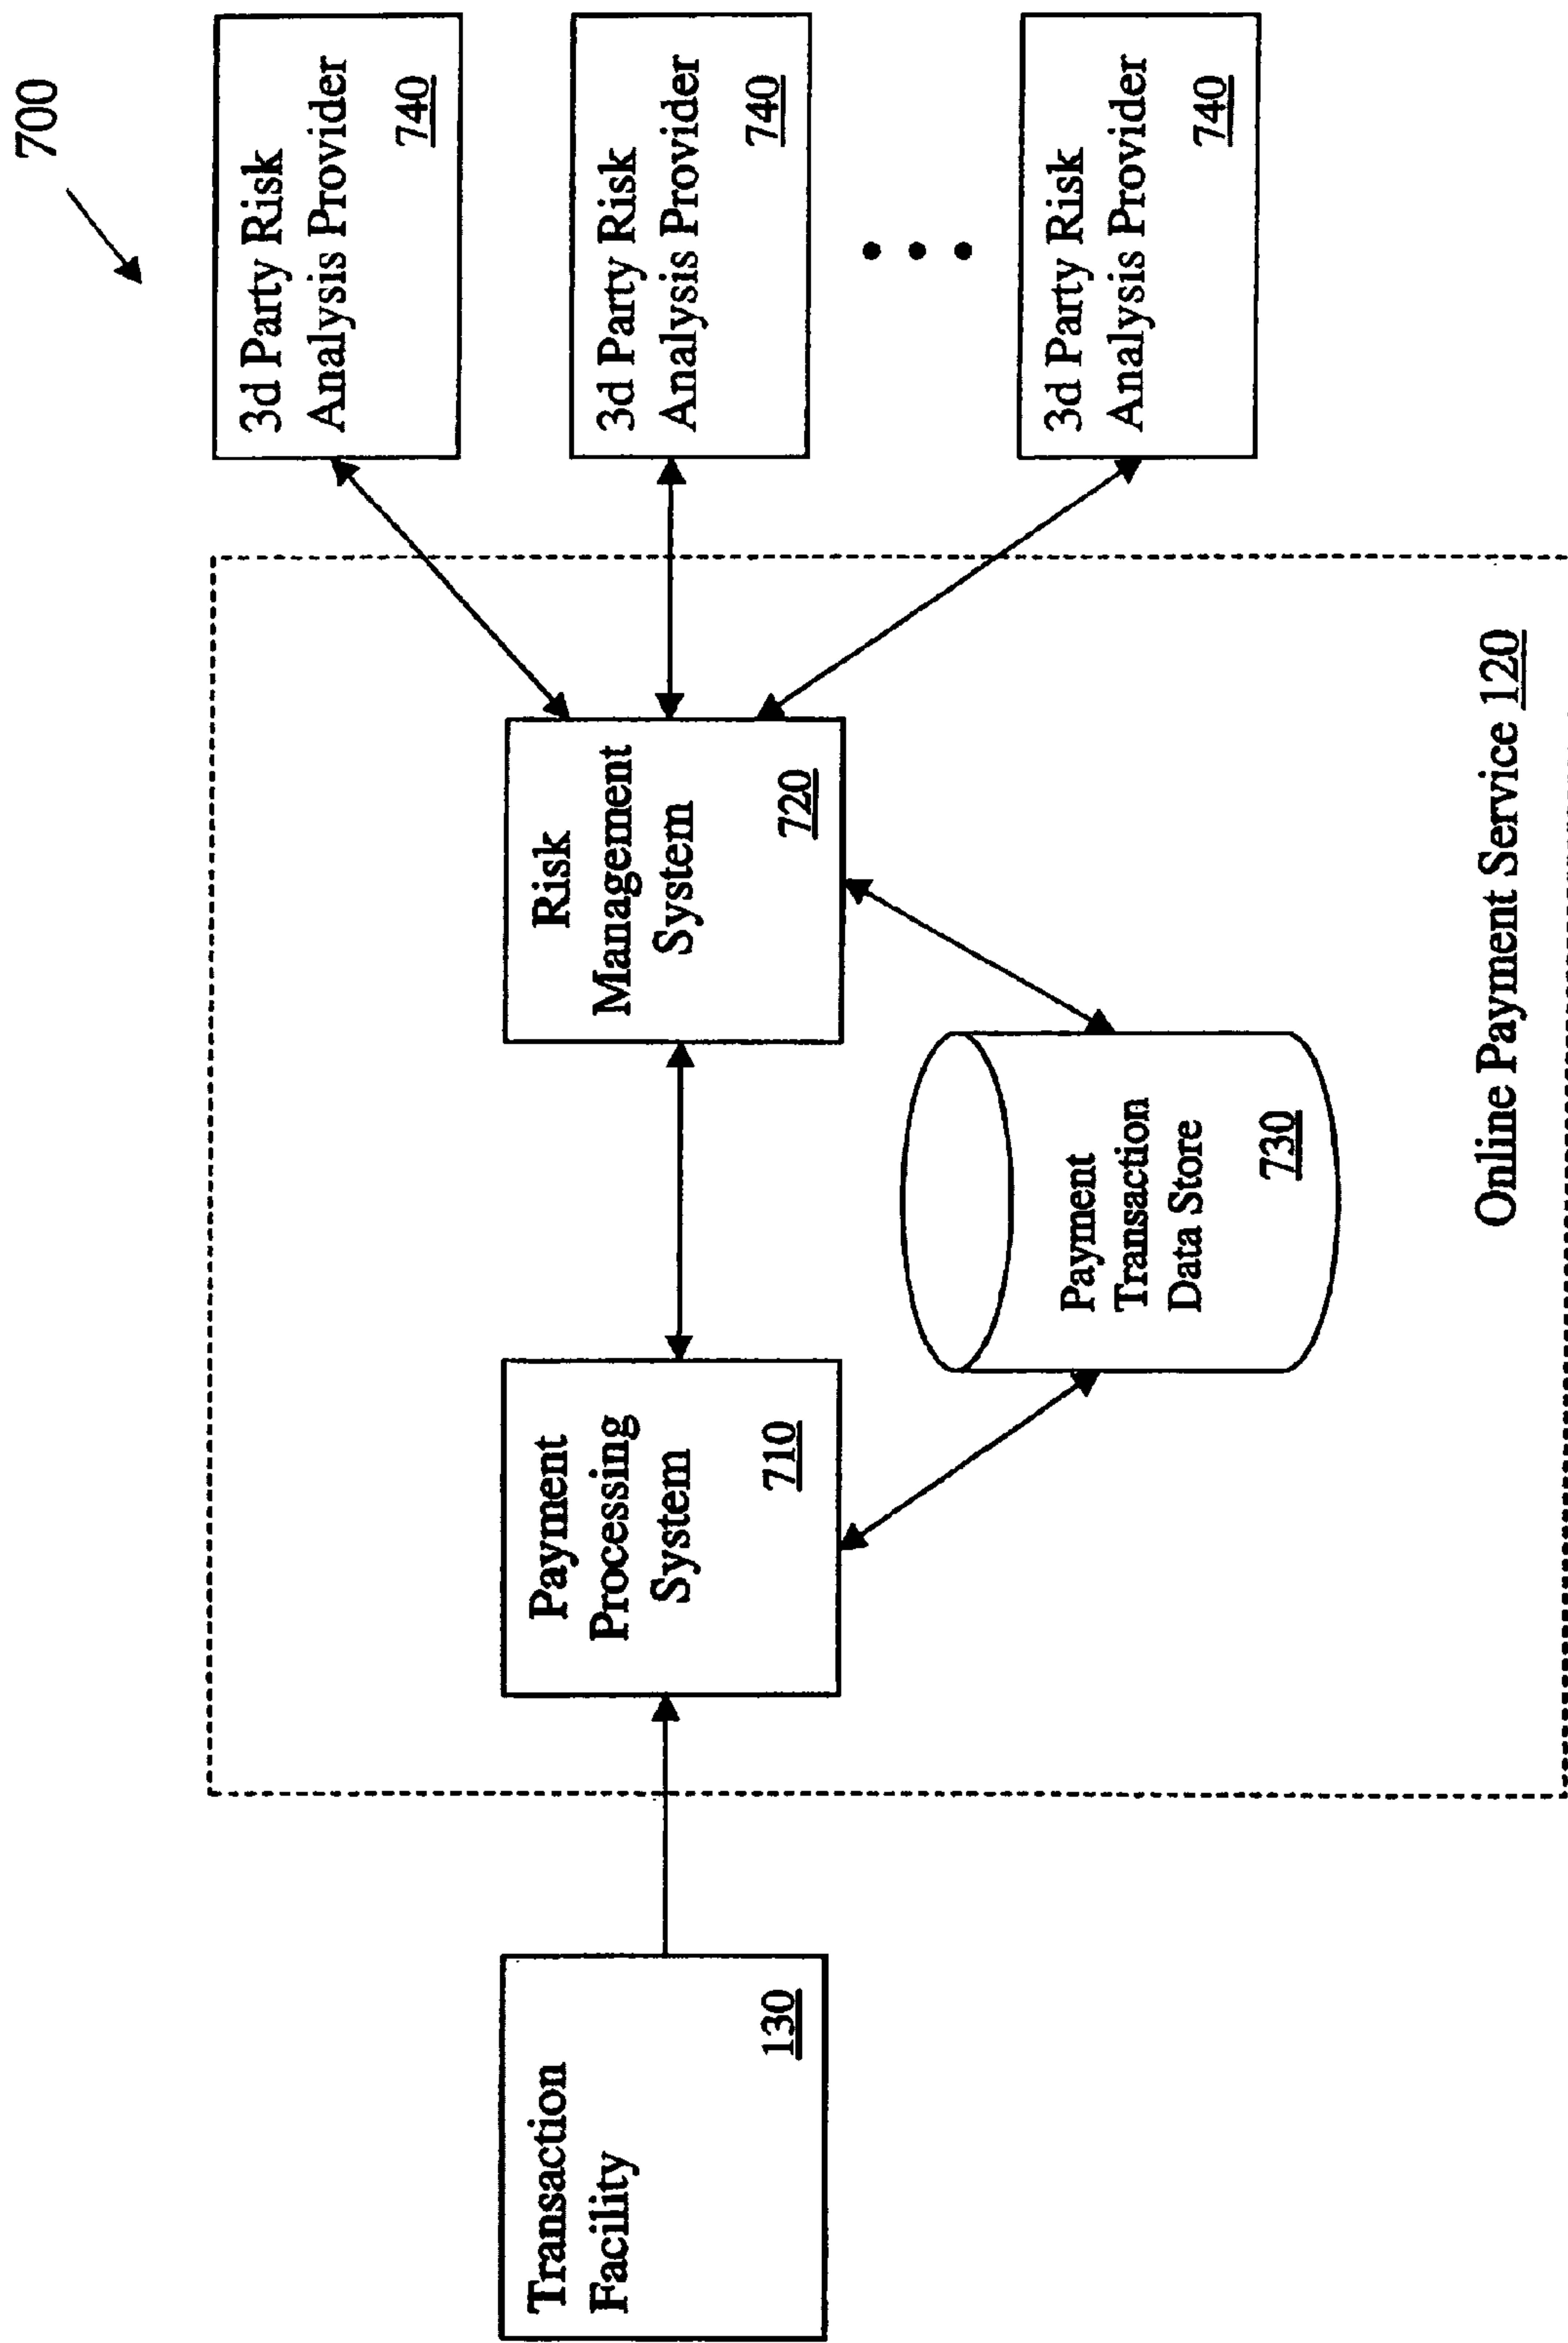 700
Transaction
Facility
130
Payment
Processing
System
710
Risk
Management
System
720
Payment
Transaction
Data Store
730
Online Payment Service 120
3d Party Risk
Analysis Provider
740
3d Party Risk
Analysis Provider
740
3d Party Risk
Analysis Provider
740